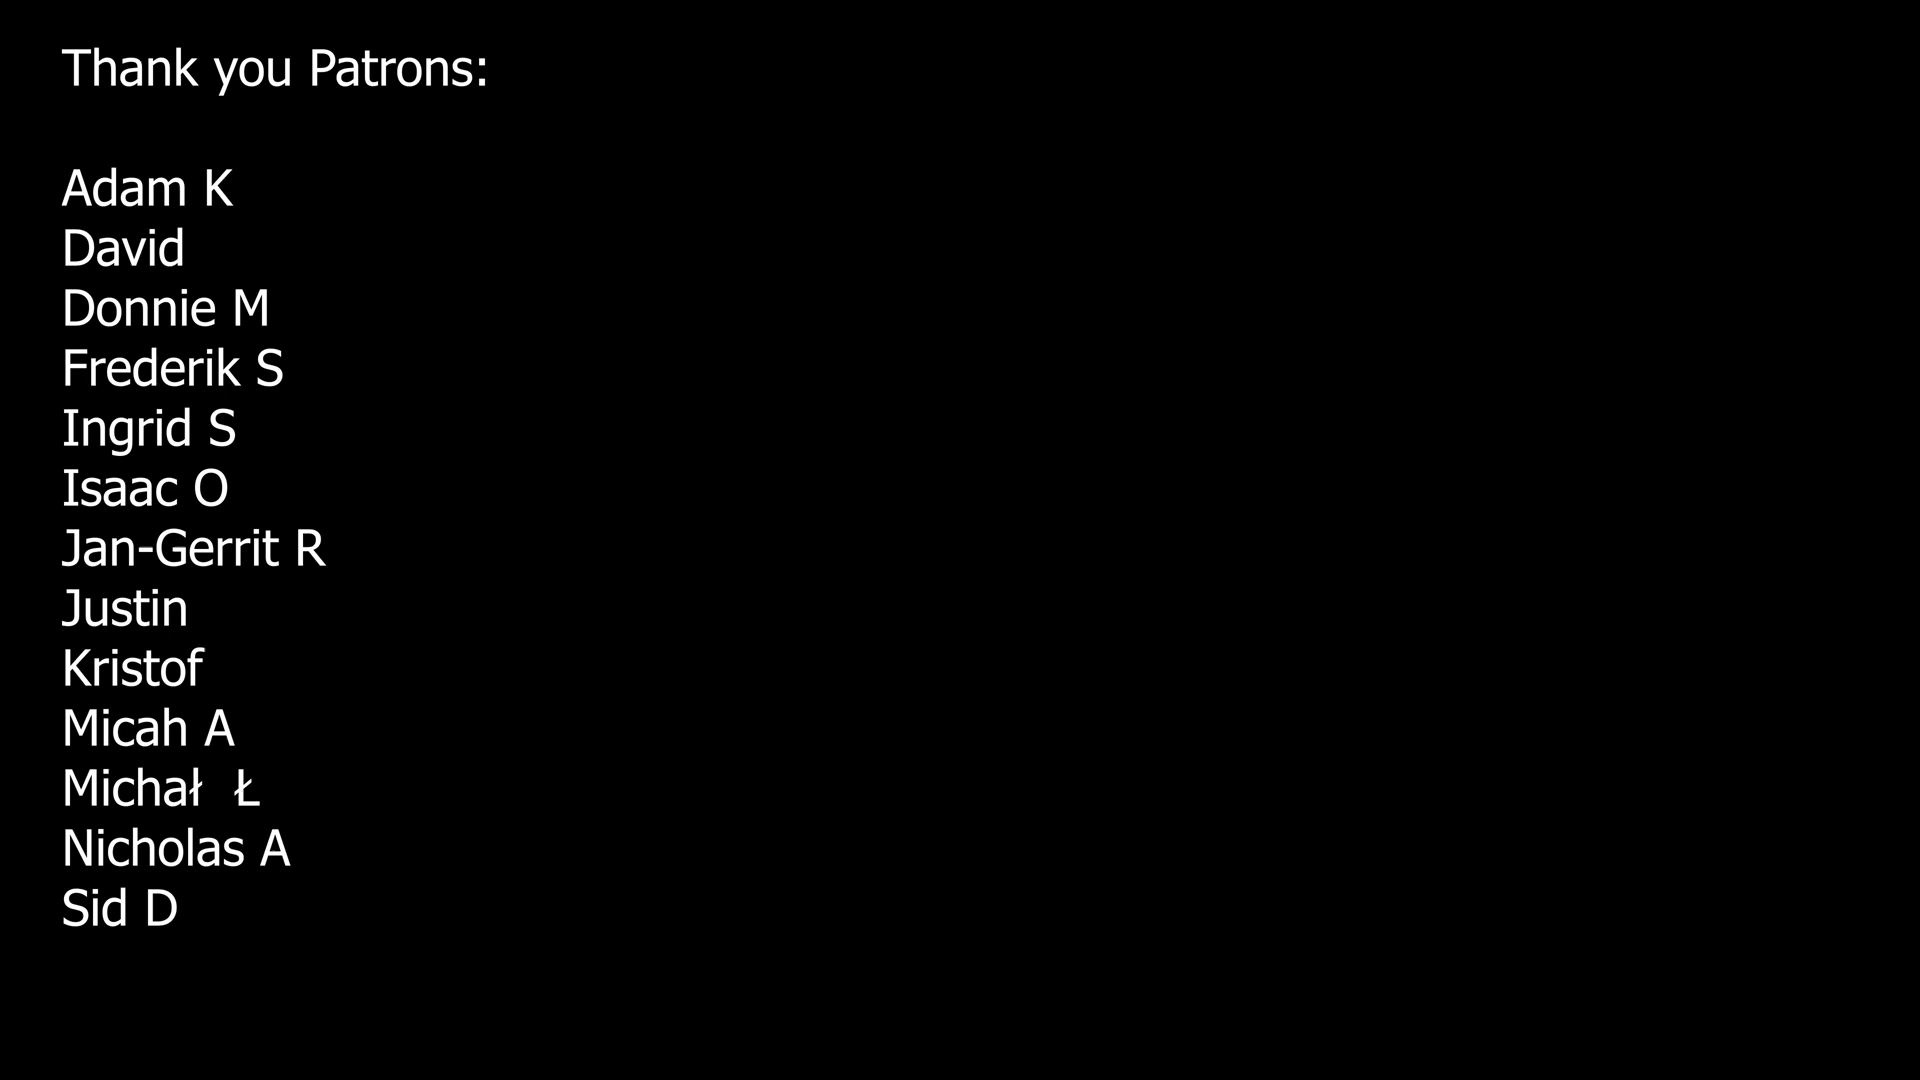 Thank you Patrons:
Adam K
David
Donnie M
Frederik S
Ingrid S
Isaac O
Jan-Gerrit R
Justin
Kristof
Micah A
Michał  Ł
Nicholas A
Sid D